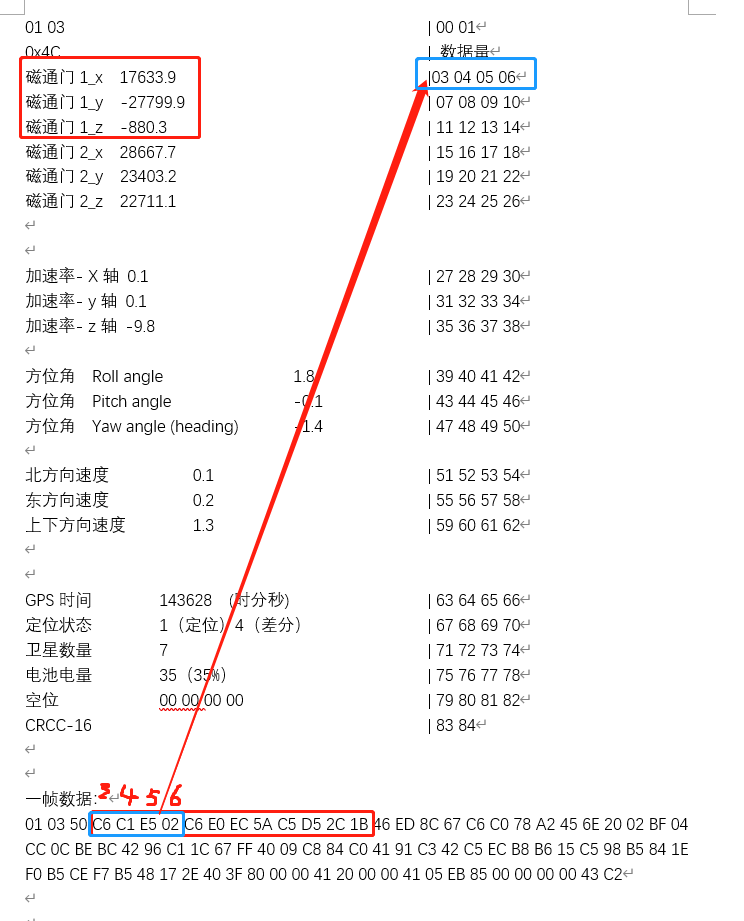 01 03 | 00 01
0x4C | 数据量
磁通门 1_x 17633.9 |03 04 05 06
磁通门 1_y -27799.9 | 07 08 09 10
磁通门 1_z -880.3 | 11 12 13 14
磁通门 2_x 28667.7 | 15 16 17 18
磁通门 2_y 23403.2 | 19 20 21 22
磁通门 2_z 22711.1 | 23 24 25 26
加速率- X 轴 0.1 | 27 28 29 30
加速率- y 轴 0.1 | 31 32 33 34
加速率- z 轴 -9.8 | 35 36 37 38
方位角 Roll angle 1.8 | 39 40 41 42
方位角 Pitch angle -0.1 | 43 44 45 46
方位角 Yaw angle (heading) -1.4 | 47 48 49 50
北方向速度 0.1 | 51 52 53 54
东方向速度 0.2 | 55 56 57 58
上下方向速度 1.3 | 59 60 61 62
GPS 时间 143628 (时分秒) | 63 64 65 66
定位状态 1（定位）4（差分） | 67 68 69 70
卫星数量 7 | 71 72 73 74
电池电量 35（35%） | 75 76 77 78
空位 00 00 00 00 | 79 80 81 82
CRCC-16 | 83 84
一帧数据: 3 4 5 6
01 03 50 C6 C1 E5 02 C6 E0 EC 5A C5 D5 2C 1B 46 ED 8C 67 C6 C0 78 A2 45 6E 20 02 BF 04
CC 0C BE BC 42 96 C1 1C 67 FF 40 09 C8 84 C0 41 91 C3 42 C5 EC B8 B6 15 C5 98 B5 84 1E
F0 B5 CE F7 B5 48 17 2E 40 3F 80 00 00 41 20 00 00 41 05 EB 85 00 00 00 00 43 C2